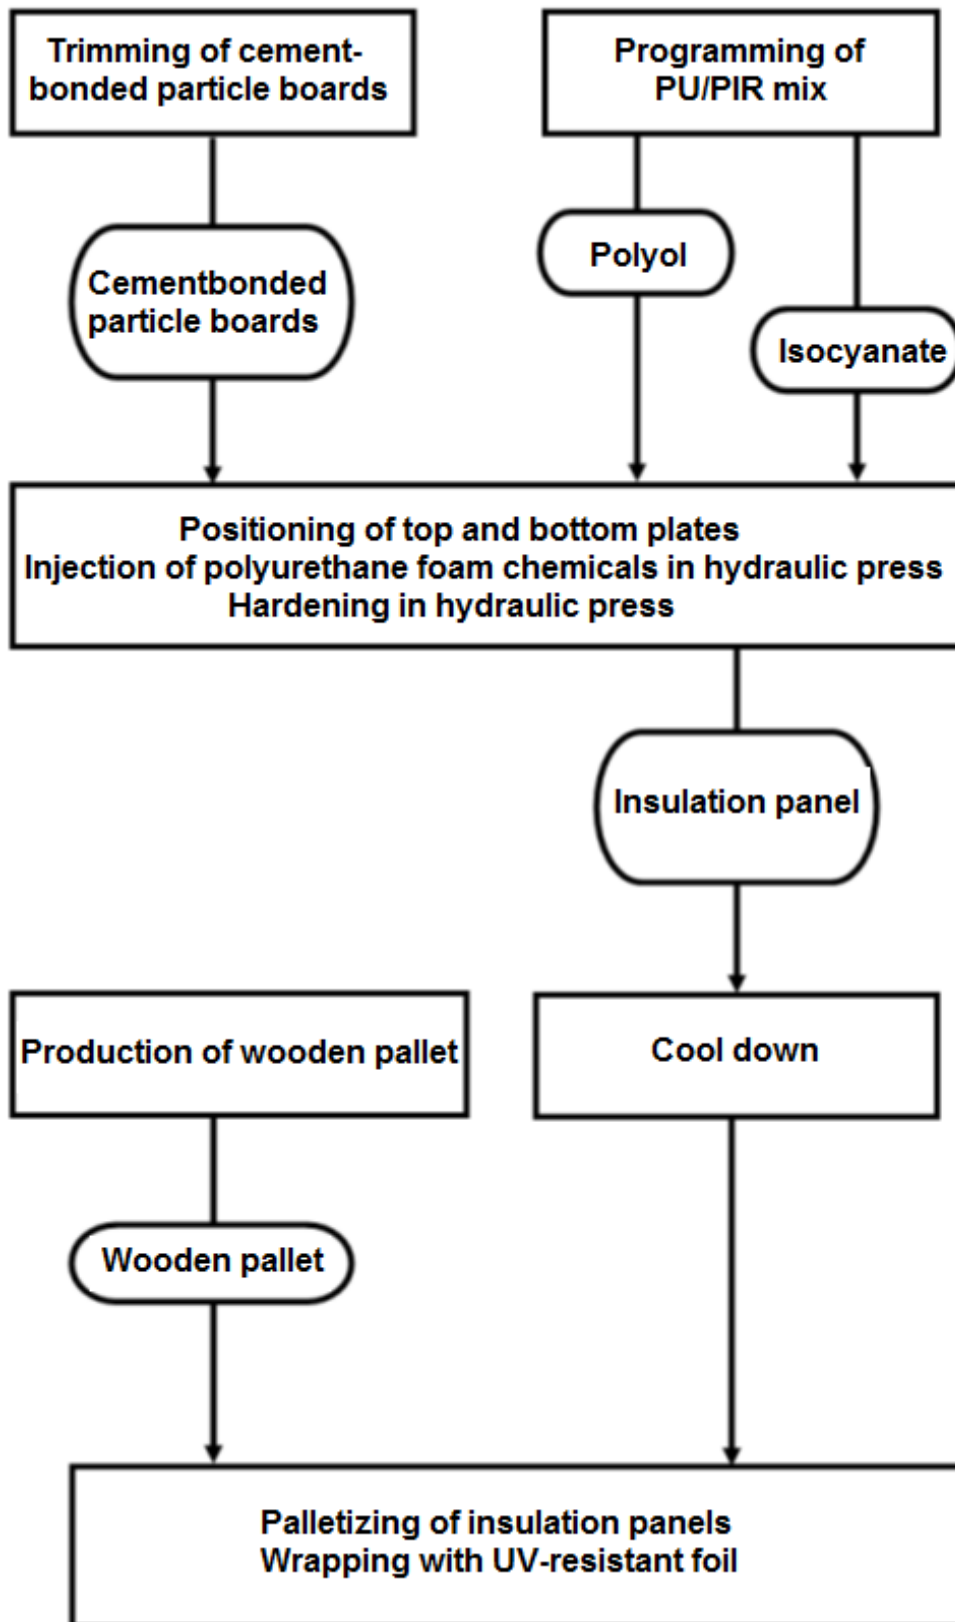 Trimming of cement-
bonded particle boards
Programming of
PU/PIR mix
Cementbonded
particle boards
Polyol
Isocyanate
Positioning of top and bottom plates
Injection of polyurethane foam chemicals in hydraulic press
Hardening in hydraulic press
Insulation panel
Production of wooden pallet
Cool down
Wooden pallet
Palletizing of insulation panels
Wrapping with UV-resistant foil